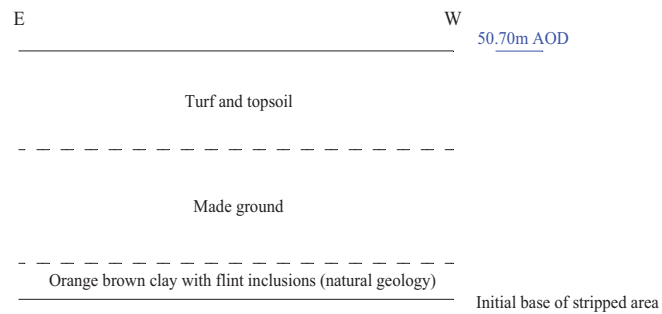 E
W
50.70m AOD
Turf and topsoil
Made ground
Orange brown clay with flint inclusions (natural geology)
Initial base of stripped area